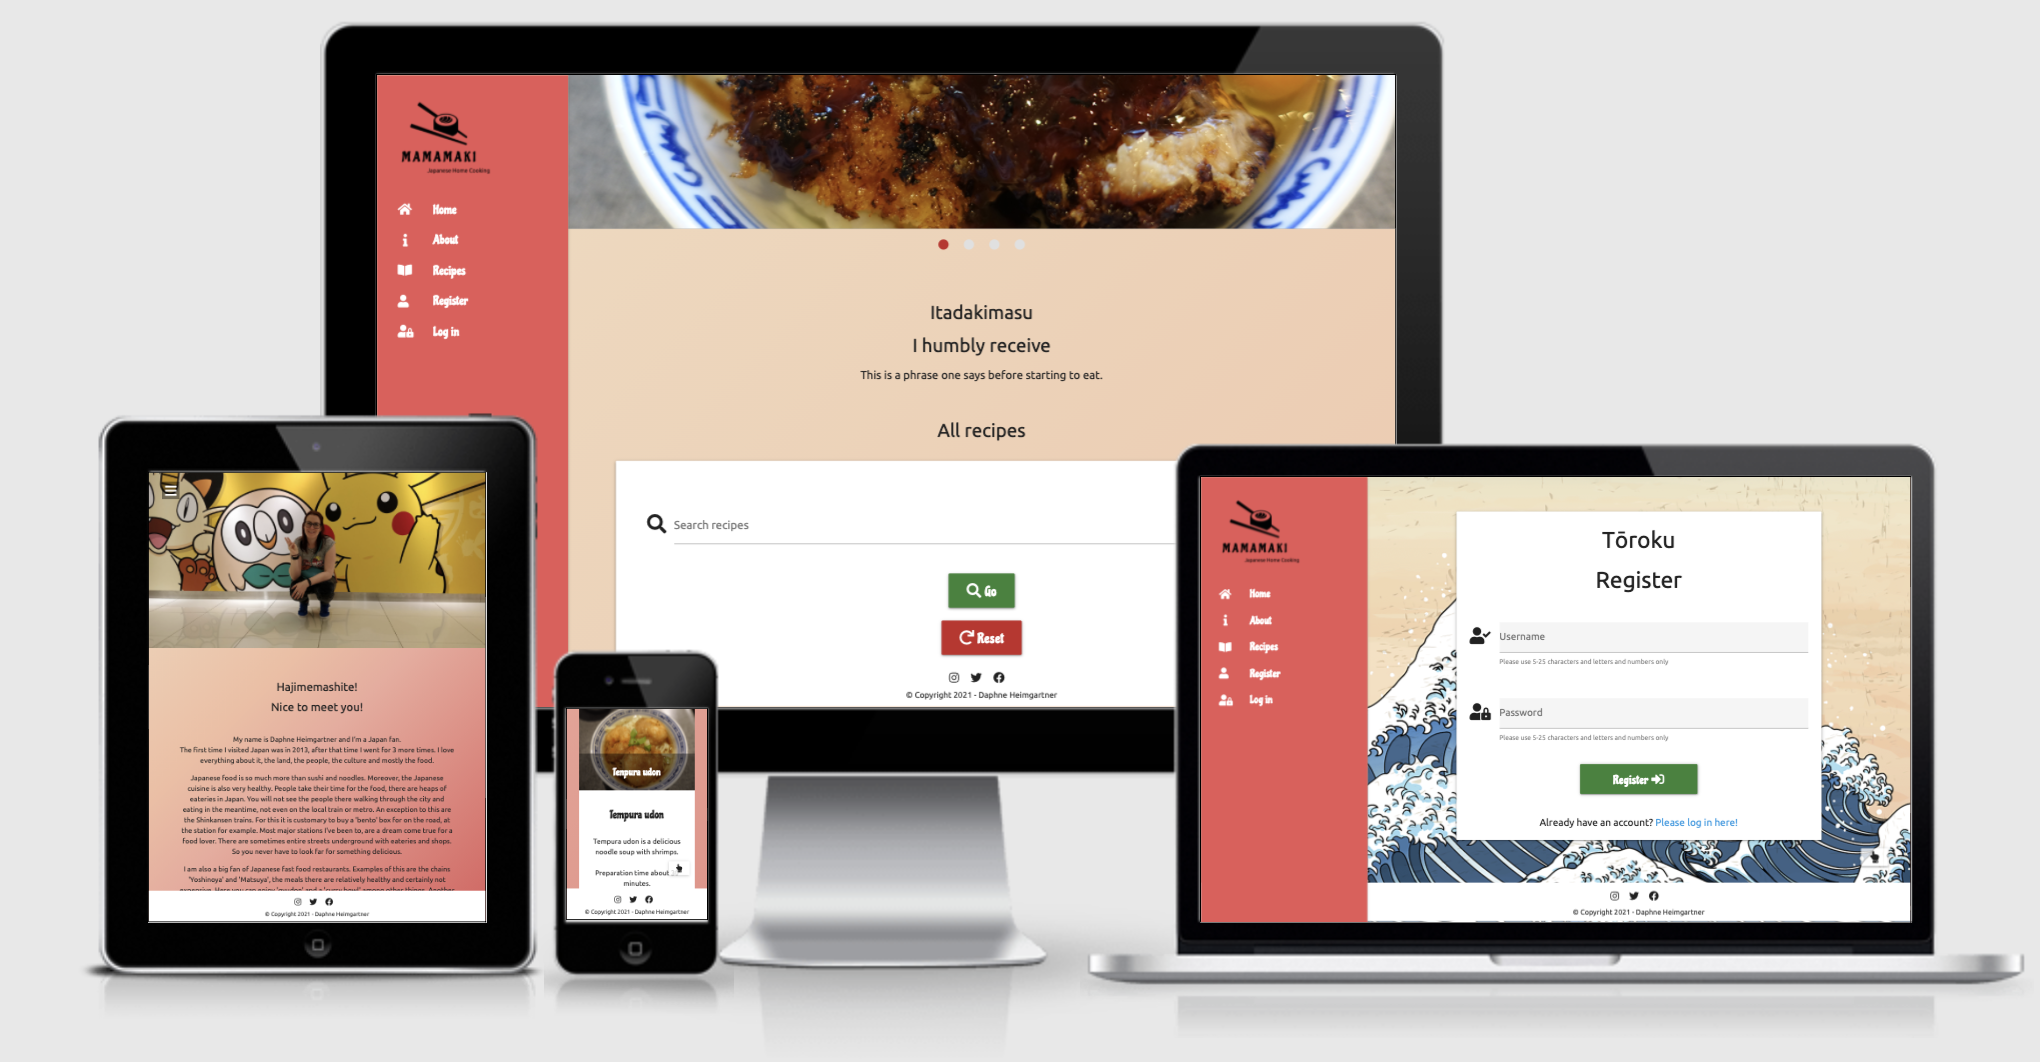 MAMAMAKI
Japanese Home Cooking
Home
About
Recipes
Register
Log in
Itadakimasu
I humbly receive
This is a phrase one says before starting to eat.
All recipes
Search recipes
Go
Reset
© Copyright 2021 - Daphne Heimgartner
Hajimemashite!
Nice to meet you!
My name is Daphne Heimgartner and I'm a Japan fan.
The first time I visited Japan was in 2013, after that time I went for 3 more times. I love
everything about it, the land, the people, the culture and mostly the food.
Japanese food is so much more than sushi and noodles. Moreover, the Japanese
cuisine is also very healthy. People take their time for the food, there are heaps of
eateries in Japan. You will not see the people there walking through the city and
eating in the meantime, not even on the local train or metro. An exception to this are
the Shinkansen trains. For this it is customary to buy a 'bento' box for on the road, at
the station for example. Most major stations I've been to, are a dream come true for a
food lover. There are sometimes entire streets underground with eateries and shops.
So you never have to look far for something delicious.
I am also a big fan of Japanese fast food restaurants. Examples of this are the chains
'Yoshinoya' and 'Matsuya', the meals there are relatively healthy and certainly not
© Copyright 2021 - Daphne Heimgartner
Tempura udon
Tempura udon
Tempura udon is a delicious
noodle soup with shrimps.
Preparation time about
minutes.
© Copyright 2021 - Daphne Heimgartner
MAMAMAKI
Japanese Home Cooking
Home
About
Recipes
Register
Log in
Tōroku
Register
Username
Please use 5-25 characters and letters and numbers only
Password
Please use 5-25 characters and letters and numbers only
Register
Already have an account? Please log in here!
© Copyright 2021 - Daphne Heimgartner